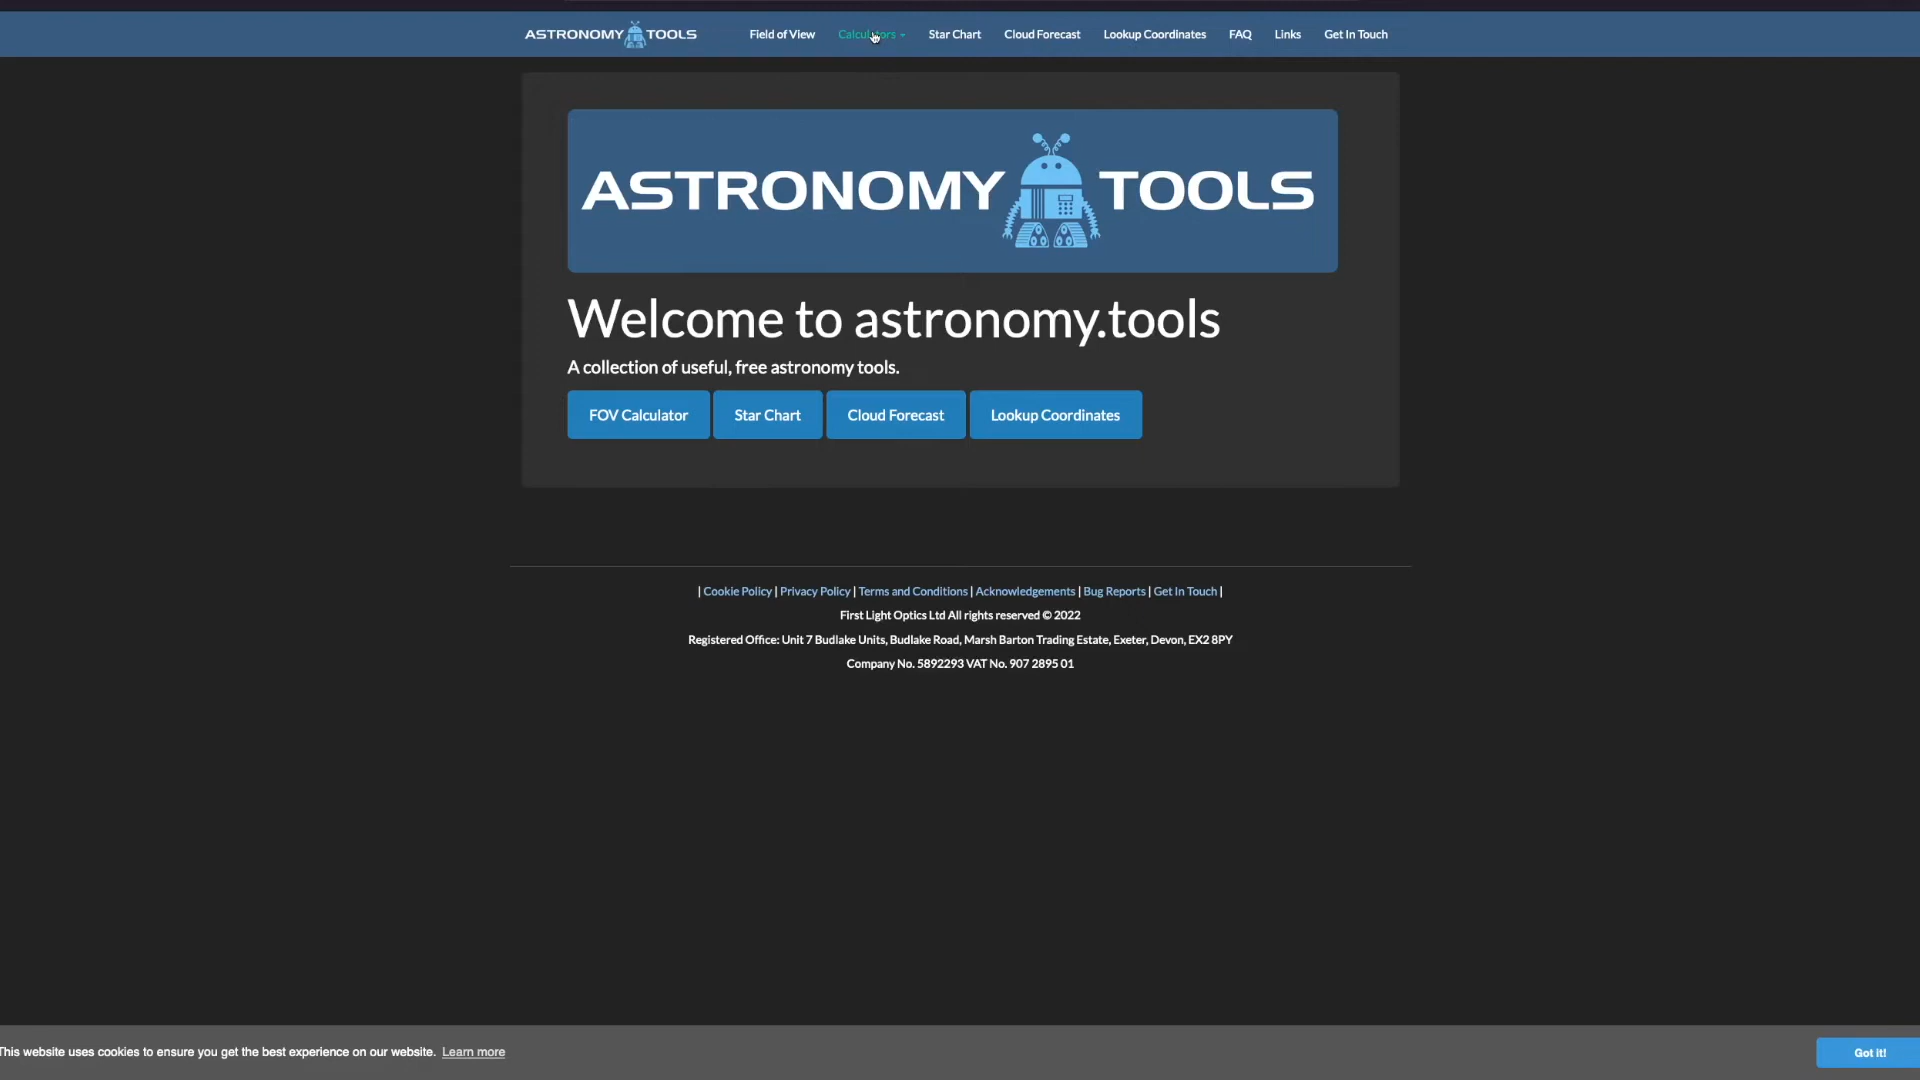 ASTRONOMY TOOLS Field of View Calculators Star Chart Cloud Forecast Lookup Coordinates FAQ Links Get In Touch
ASTRONOMY TOOLS
Welcome to astronomy.tools
A collection of useful, free astronomy tools.
FOV Calculator Star Chart Cloud Forecast Lookup Coordinates
| Cookie Policy | Privacy Policy | Terms and Conditions | Acknowledgements | Bug Reports | Get In Touch |
First Light Optics Ltd All rights reserved © 2022
Registered Office: Unit 7 Budlake Units, Budlake Road, Marsh Barton Trading Estate, Exeter, Devon, EX2 8PY
Company No. 5892293 VAT No. 907 2895 01
This website uses cookies to ensure you get the best experience on our website. Learn more Got it!